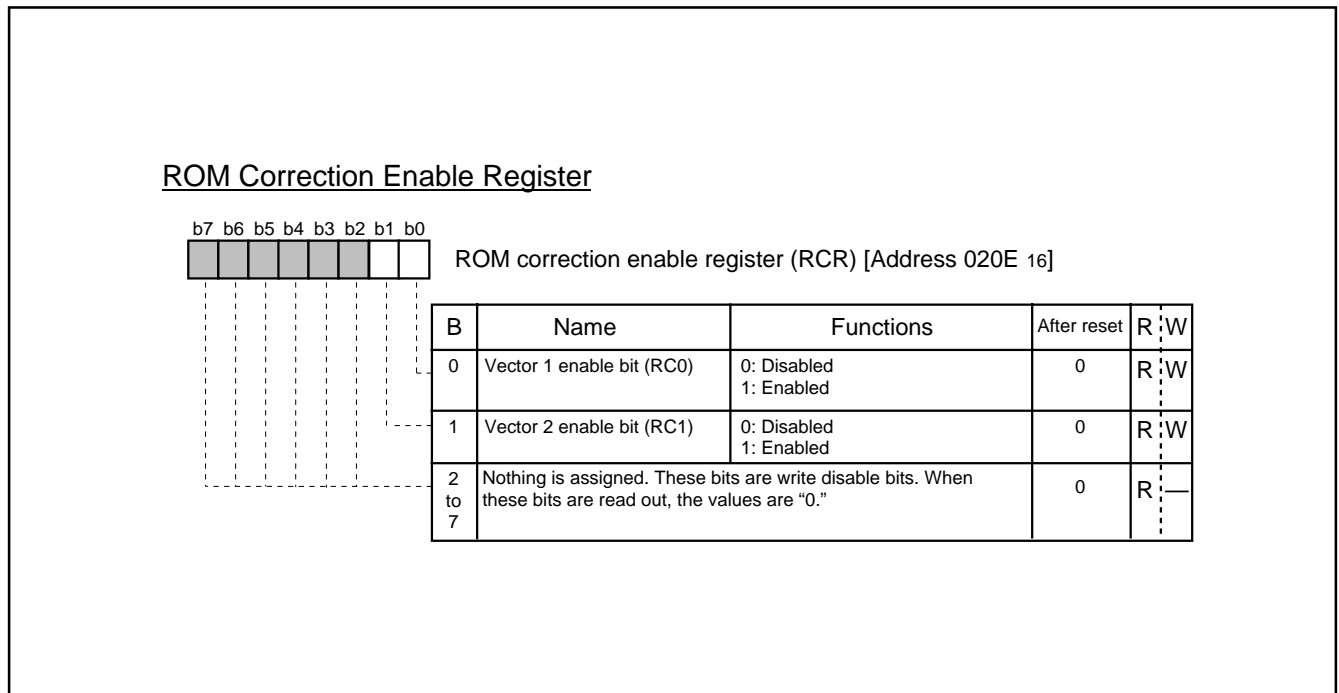 ROM Correction Enable Register
b7 b6 b5 b4 b3 b2 b1 b0
ROM correction enable register (RCR) [Address 020E 16]
B Name Functions After reset R W
0 Vector 1 enable bit (RC0) 0: Disabled 0 R W
1: Enabled
1 Vector 2 enable bit (RC1) 0: Disabled 0 R W
1: Enabled
2 Nothing is assigned. These bits are write disable bits. When 0 R —
to these bits are read out, the values are “0.”
7